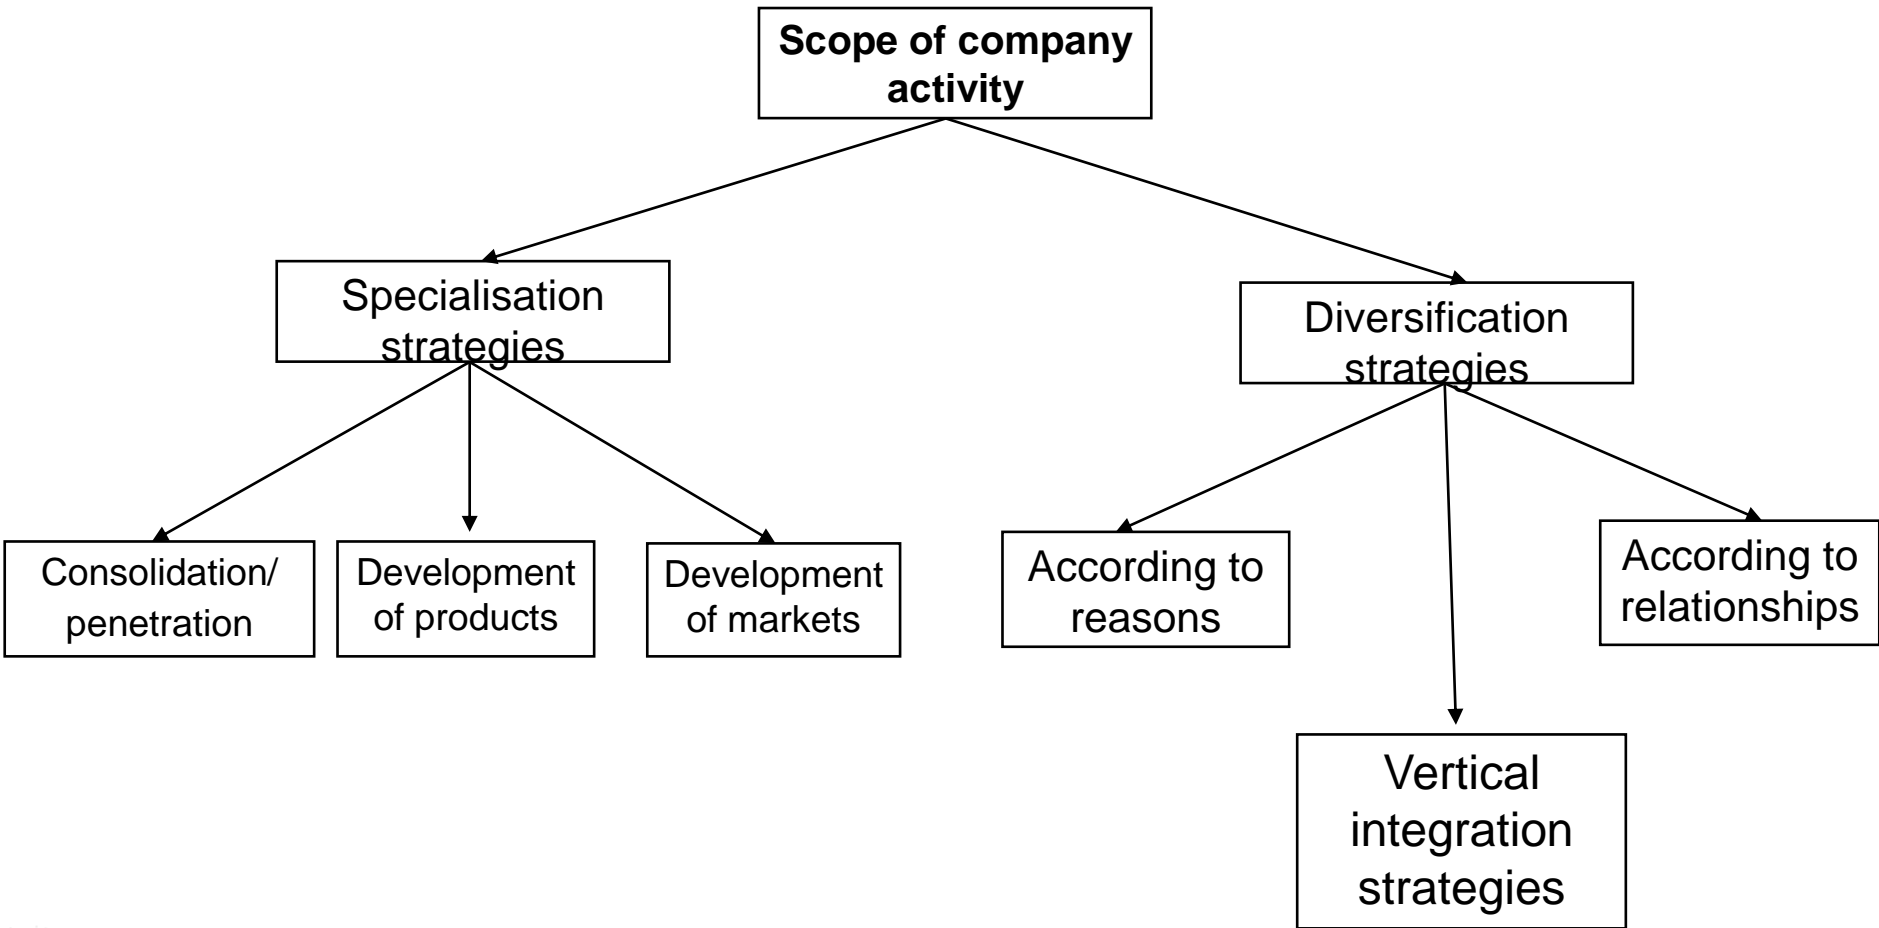 Scope of company
activity
Specialisation
strategies
Diversification
strategies
Consolidation/
penetration
Development
of products
Development
of markets
According to
reasons
According to
relationships
Vertical
integration
strategies